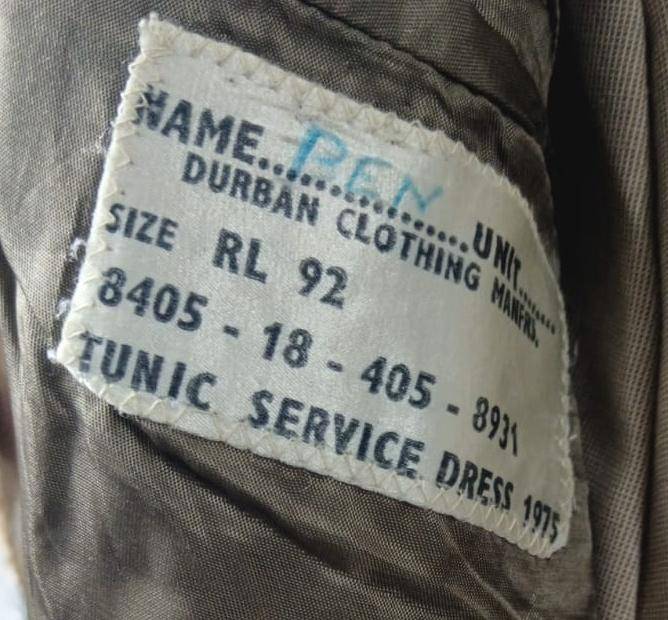 NAME.....PEN.....UNIT.....
DURBAN CLOTHING MANFRS.
SIZE RL 92
8405 - 18 - 405 - 8931
TUNIC SERVICE DRESS 1975